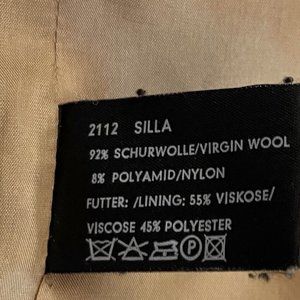 2112 SILLA
92% SCHURWOLLE/VIRGIN WOOL
8% POLYAMID/NYLON
FUTTER: /LINING: 55% VISKOSE/
VISCOSE 45% POLYESTER